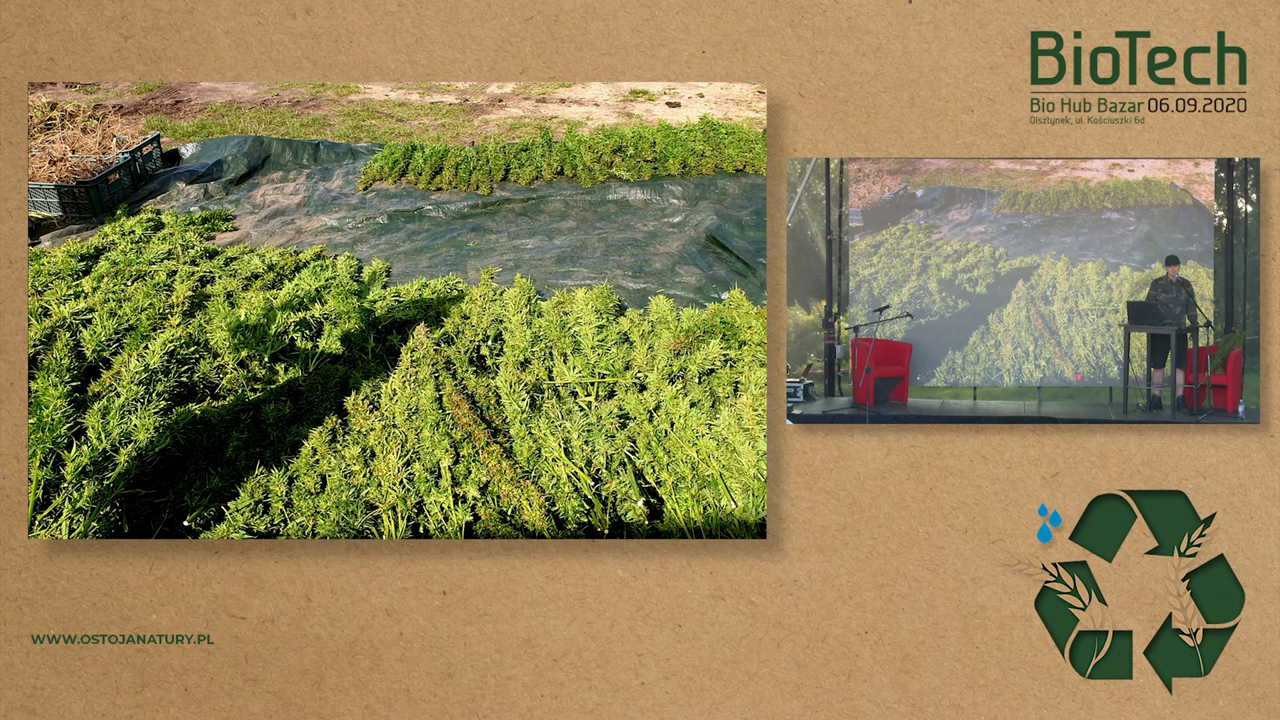 BioTech
Bio Hub Bazar 06.09.2020
Olsztynek, ul. Kościuszki 6d
WWW.OSTOJANATURY.PL